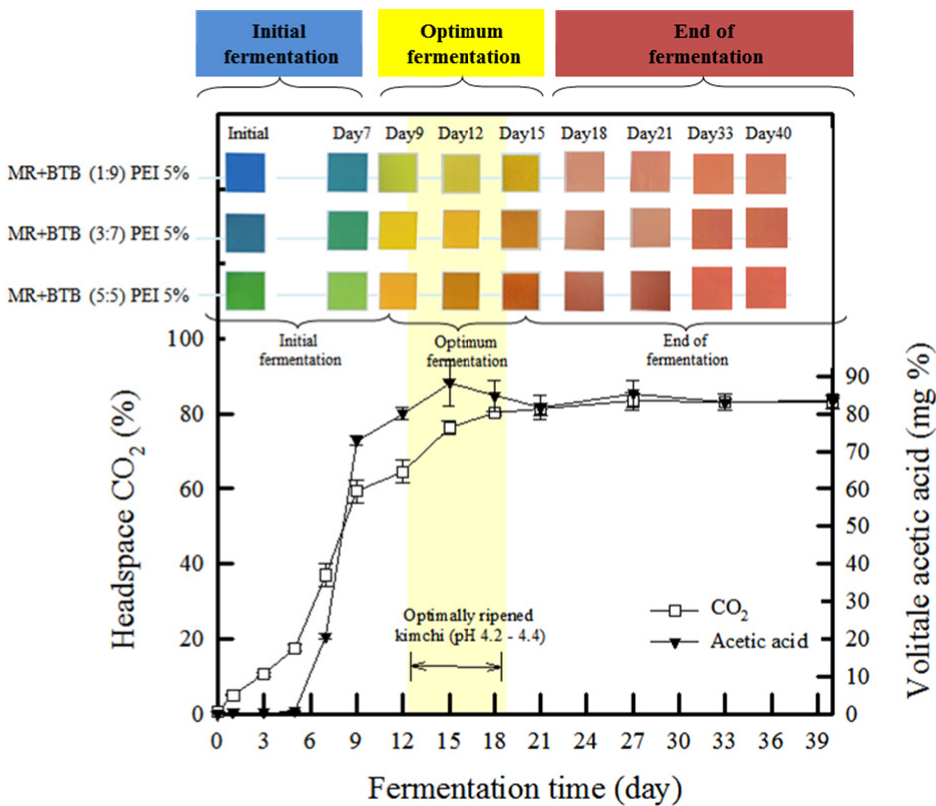 Initial
fermentation
Optimum
fermentation
End of
fermentation
Initial Day7 Day9 Day12 Day15 Day18 Day21 Day33 Day40
MR+BTB (1:9) PEI 5%
MR+BTB (3:7) PEI 5%
MR+BTB (5:5) PEI 5%
Initial
fermentation
Optimum
fermentation
End of
fermentation
Headspace CO2 (%)
100
80
60
40
20
0
Volitale acetic acid (mg %)
90
80
70
60
50
40
30
20
10
0
Optimally ripened
kimchi (pH 4.2 - 4.4)
CO2
Acetic acid
0 3 6 9 12 15 18 21 24 27 30 33 36 39
Fermentation time (day)